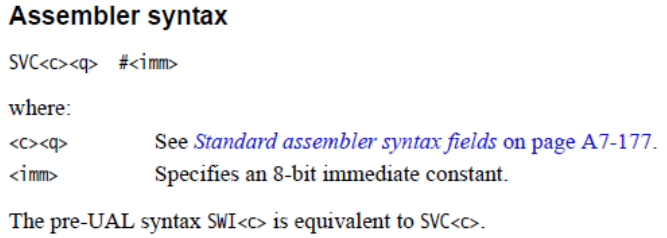 Assembler syntax
SVC<c><q> #<imm>
where:
<c><q> See Standard assembler syntax fields on page A7-177.
<imm> Specifies an 8-bit immediate constant.
The pre-UAL syntax SWI<c> is equivalent to SVC<c>.